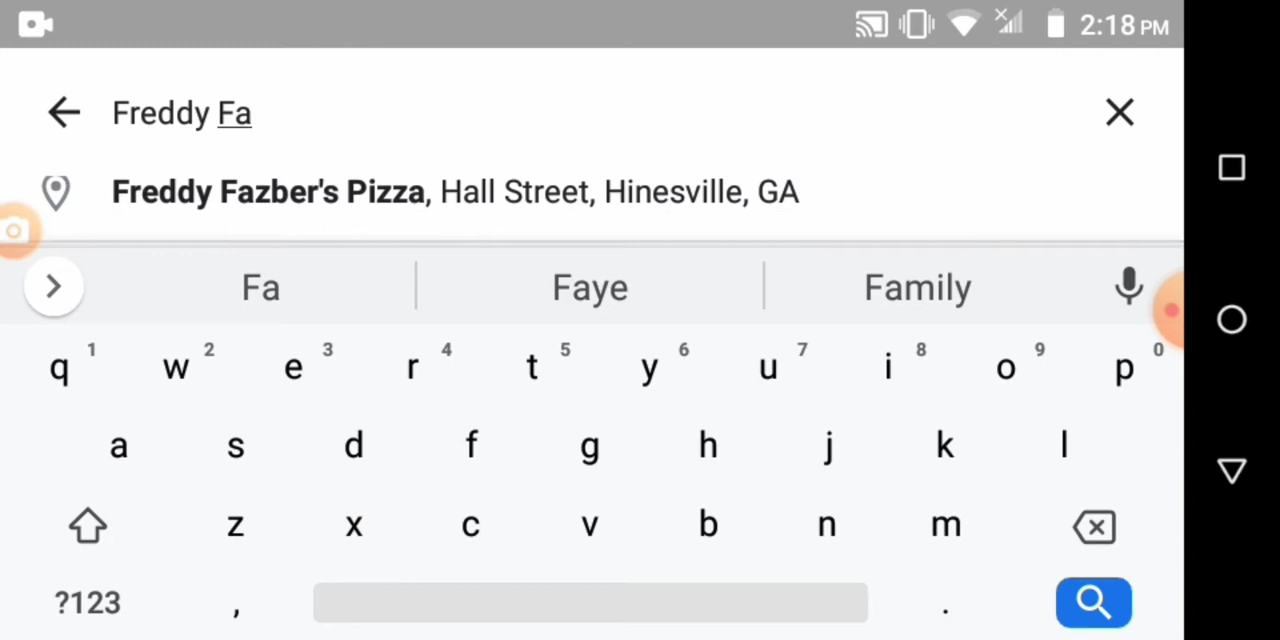 2:18 PM
Freddy Fa
Freddy Fazber's Pizza, Hall Street, Hinesville, GA
Fa Faye Family
q 1 w 2 e 3 r 4 t 5 y 6 u 7 i 8 o 9 p 0
a s d f g h j k l
z x c v b n m
?123 , .